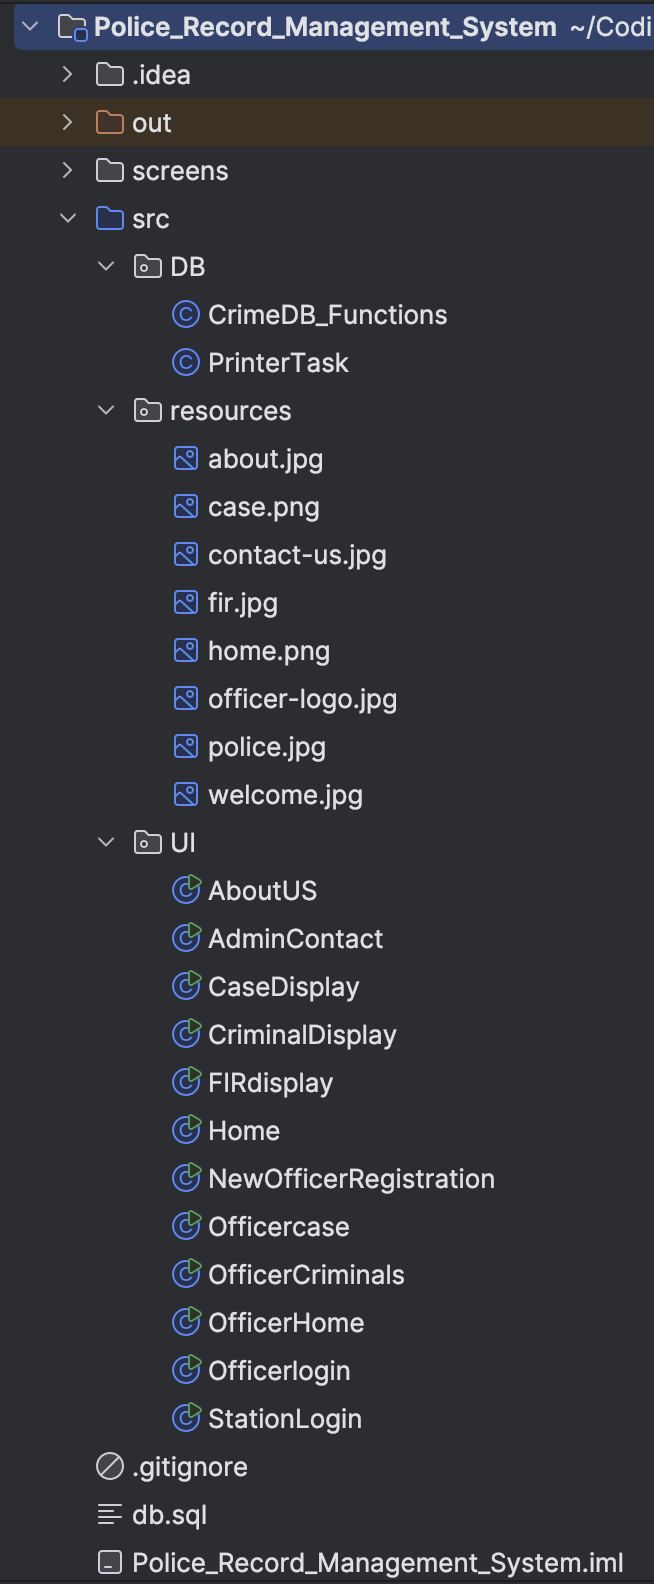 Police_Record_Management_System ~/Codi
.idea
out
screens
src
DB
CrimeDB_Functions
PrinterTask
resources
about.jpg
case.png
contact-us.jpg
fir.jpg
home.png
officer-logo.jpg
police.jpg
welcome.jpg
UI
AboutUS
AdminContact
CaseDisplay
CriminalDisplay
FIRdisplay
Home
NewOfficerRegistration
Officercase
OfficerCriminals
OfficerHome
Officerlogin
StationLogin
.gitignore
db.sql
Police_Record_Management_System.iml